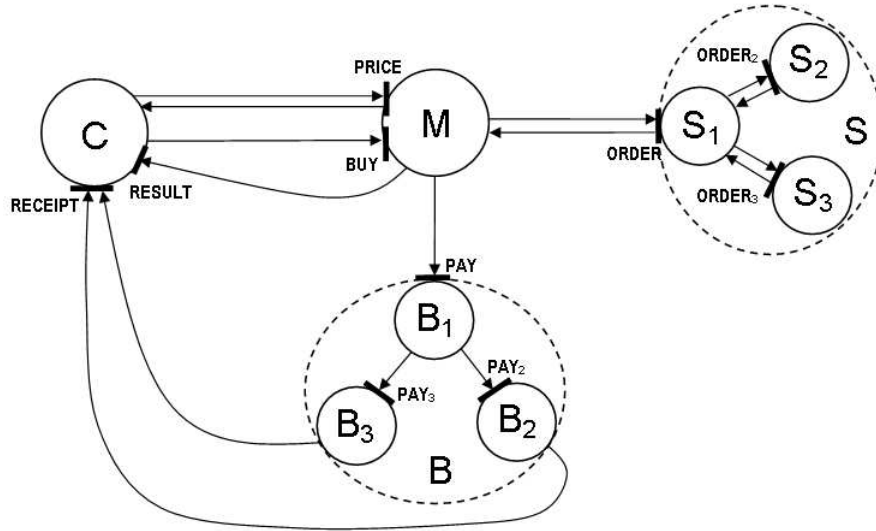 PRICE
C
M
BUY
RESULT
RECEIPT
ORDER₂
S₂
S₁
S
ORDER
ORDER₃
S₃
PAY
B₁
PAY₂
PAY₃
B₃
B₂
B